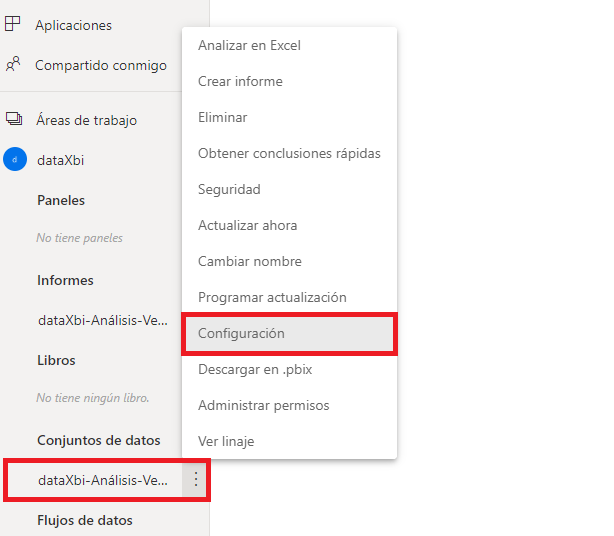 Aplicaciones
Compartido conmigo
Áreas de trabajo
d
dataXbi
Paneles
No tiene paneles
Informes
dataXbi-Análisis-Ve...
Libros
No tiene ningún libro.
Conjuntos de datos
dataXbi-Análisis-Ve...
Flujos de datos
Analizar en Excel
Crear informe
Eliminar
Obtener conclusiones rápidas
Seguridad
Actualizar ahora
Cambiar nombre
Programar actualización
Configuración
Descargar en .pbix
Administrar permisos
Ver linaje